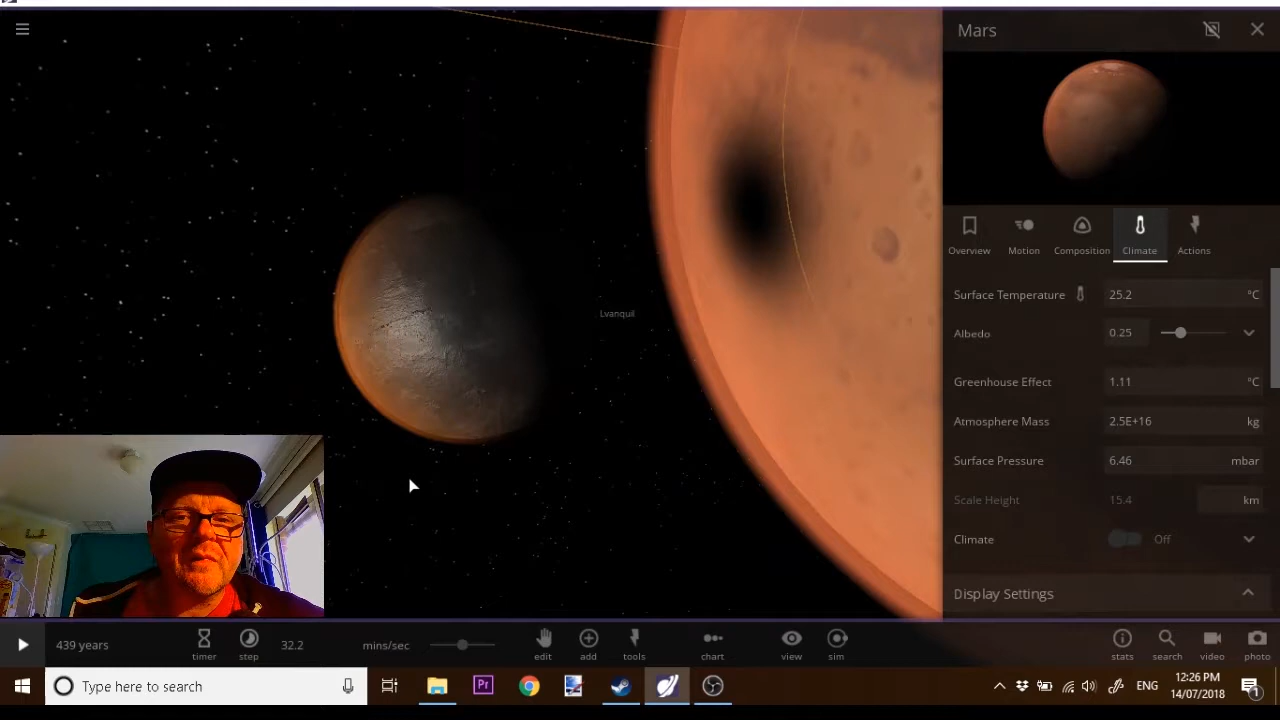 Mars
Overview Motion Composition Climate Actions
Surface Temperature 25.2 °C
Albedo 0.25
Greenhouse Effect 1.11 °C
Atmosphere Mass 2.5E+16 kg
Surface Pressure 6.46 mbar
Scale Height 15.4 km
Climate Off
Display Settings
Lvanquil
439 years timer step 32.2 mins/sec edit add tools chart view sim stats search video photo
Type here to search Pr ENG 12:26 PM
14/07/2018 1